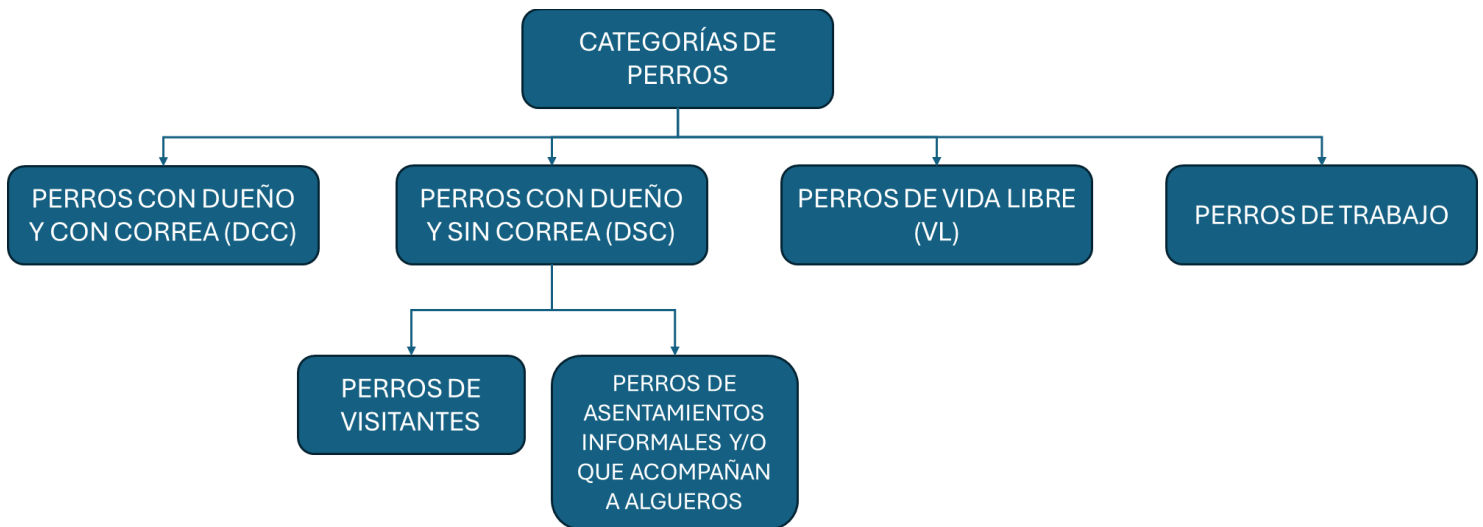 CATEGORÍAS DE
PERROS
PERROS CON DUEÑO
Y CON CORREA (DCC)
PERROS CON DUEÑO
Y SIN CORREA (DSC)
PERROS DE VIDA LIBRE
(VL)
PERROS DE TRABAJO
PERROS DE
VISITANTES
PERROS DE
ASENTAMIENTOS
INFORMALES Y/O
QUE ACOMPAÑAN
A ALGUEROS